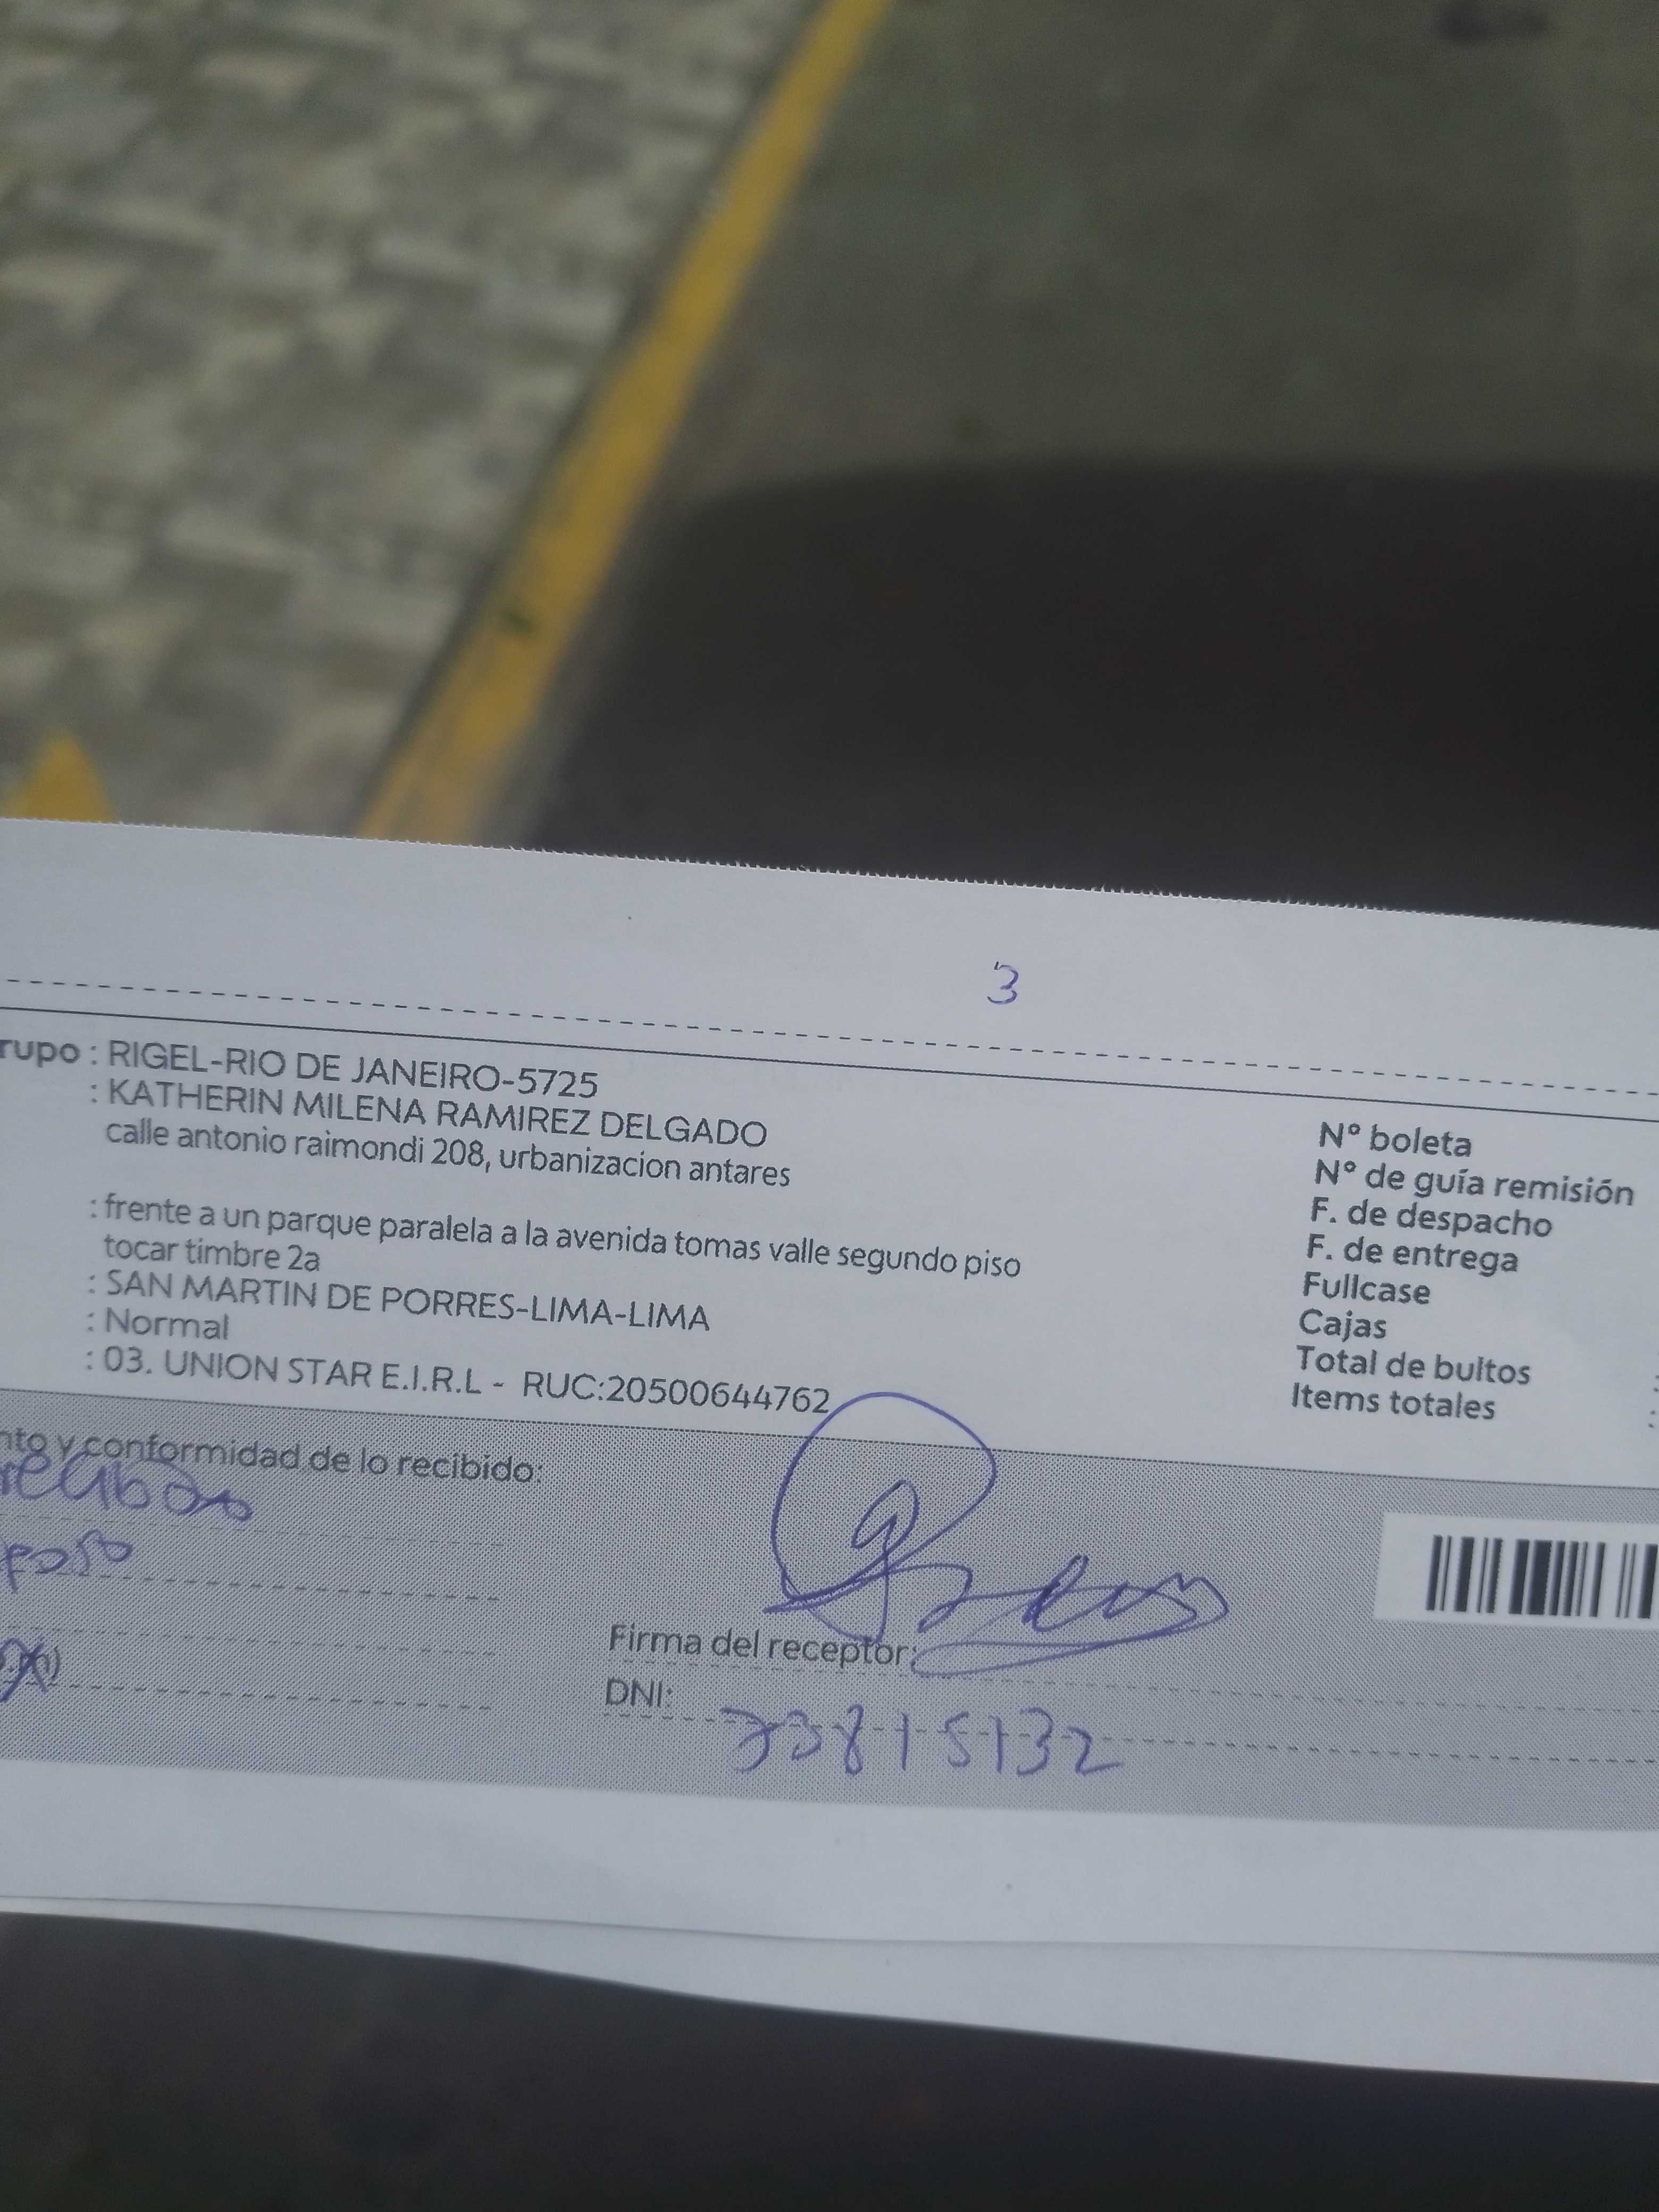 3
rupo : RIGEL-RIO DE JANEIRO-5725
: KATHERIN MILENA RAMIREZ DELGADO
calle antonio raimondi 208, urbanizacion antares
: frente a un parque paralela a la avenida tomas valle segundo piso
tocar timbre 2a
: SAN MARTIN DE PORRES-LIMA-LIMA
: Normal
: 03. UNION STAR E.I.R.L - RUC:20500644762
N° boleta
N° de guía remisión
F. de despacho
F. de entrega
Fullcase
Cajas
Total de bultos
Items totales
nto y conformidad de lo recibido:
Firma del receptor:
DNI: